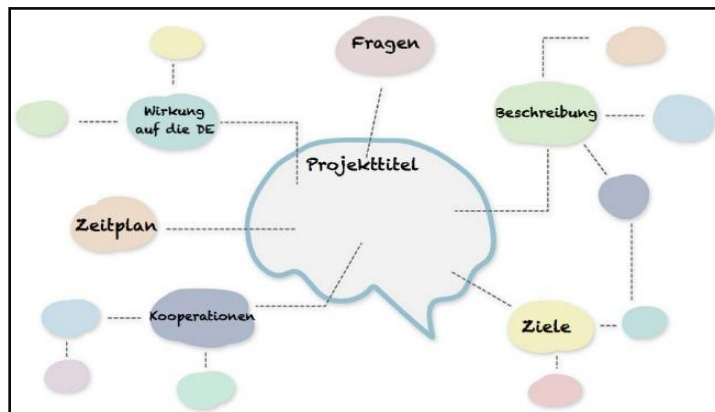 Fragen
Wirkung
auf die DE
Beschreibung
Projekttitel
Zeitplan
Kooperationen
Ziele